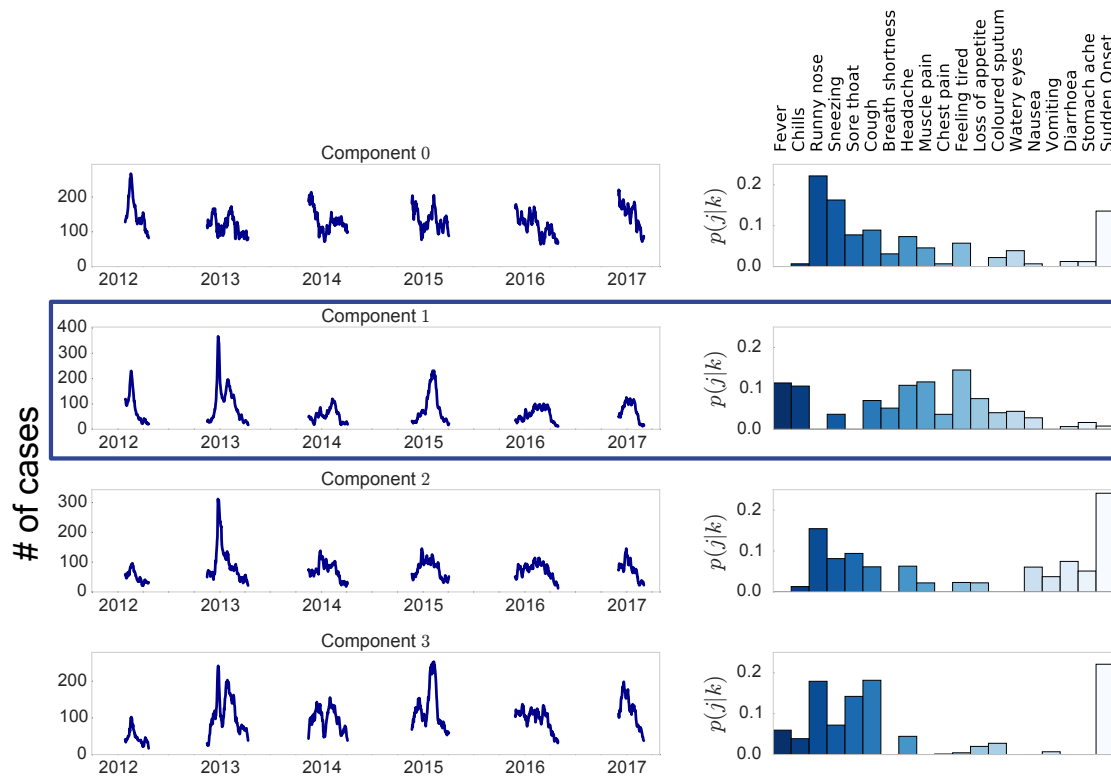 Fever
Chills
Runny nose
Sneezing
Sore thoat
Cough
Breath shortness
Headache
Muscle pain
Chest pain
Feeling tired
Loss of appetite
Coloured sputum
Watery eyes
Nausea
Vomiting
Diarrhoea
Stomach ache
Sudden Onset
# of cases
Component 0
200
100
0
2012 2013 2014 2015 2016 2017
p(j|k)
0.2
0.1
0.0
Component 1
400
300
200
100
0
2012 2013 2014 2015 2016 2017
p(j|k)
0.2
0.1
0.0
Component 2
300
200
100
0
2012 2013 2014 2015 2016 2017
p(j|k)
0.2
0.1
0.0
Component 3
200
100
0
2012 2013 2014 2015 2016 2017
p(j|k)
0.2
0.1
0.0